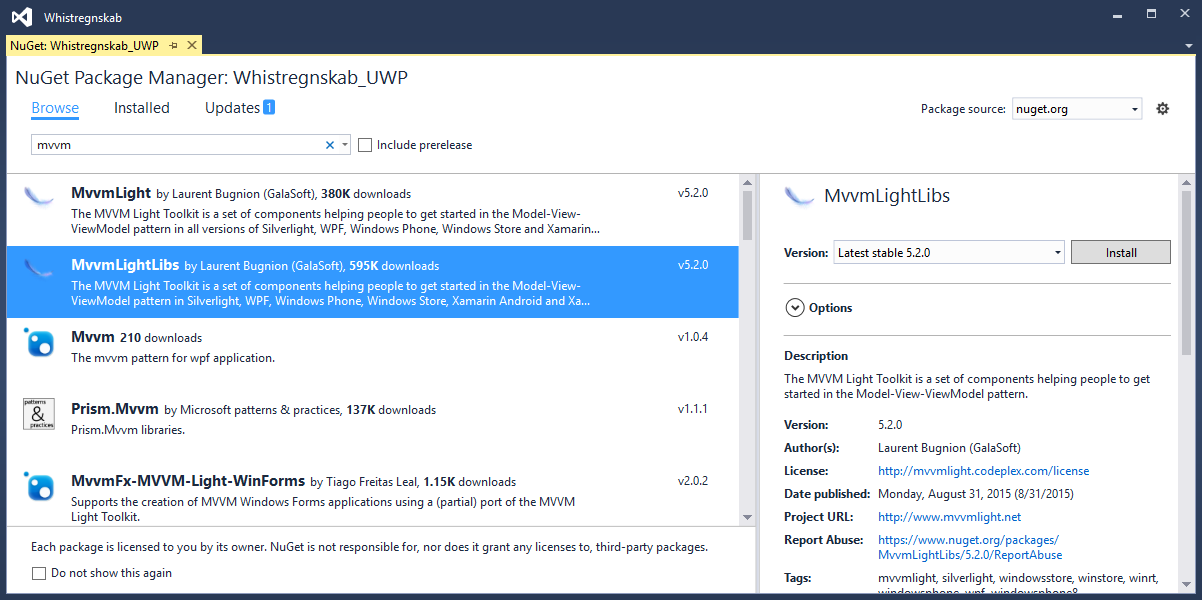 Whistregnskab
NuGet: Whistregnskab_UWP
NuGet Package Manager: Whistregnskab_UWP
Browse Installed Updates 1
Package source: nuget.org
mvvm
Include prerelease
MvvmLight by Laurent Bugnion (GalaSoft), 380K downloads v5.2.0
The MVVM Light Toolkit is a set of components helping people to get started in the Model-View-
ViewModel pattern in all versions of Silverlight, WPF, Windows Phone, Windows Store and Xamarin...
MvvmLightLibs by Laurent Bugnion (GalaSoft), 595K downloads v5.2.0
The MVVM Light Toolkit is a set of components helping people to get started in the Model-View-
ViewModel pattern in Silverlight, WPF, Windows Phone, Windows Store, Xamarin Android and Xa...
Mvvm 210 downloads v1.0.4
The mvvm pattern for wpf application.
patterns
&
practices
Prism.Mvvm by Microsoft patterns & practices, 137K downloads v1.1.1
Prism.Mvvm libraries.
MvvmFx-MVVM-Light-WinForms by Tiago Freitas Leal, 1.15K downloads v2.0.2
Supports the creation of MVVM Windows Forms applications using a (partial) port of the MVVM
Light Toolkit.
Each package is licensed to you by its owner. NuGet is not responsible for, nor does it grant any licenses to, third-party packages.
Do not show this again
MvvmLightLibs
Version: Latest stable 5.2.0 Install
Options
Description
The MVVM Light Toolkit is a set of components helping people to get
started in the Model-View-ViewModel pattern.
Version: 5.2.0
Author(s): Laurent Bugnion (GalaSoft)
License: http://mvvmlight.codeplex.com/license
Date published: Monday, August 31, 2015 (8/31/2015)
Project URL: http://www.mvvmlight.net
Report Abuse: https://www.nuget.org/packages/
MvvmLightLibs/5.2.0/ReportAbuse
Tags: mvvmlight, silverlight, windowsstore, winstore, winrt,
windowsphone, wpf, windowsphone8